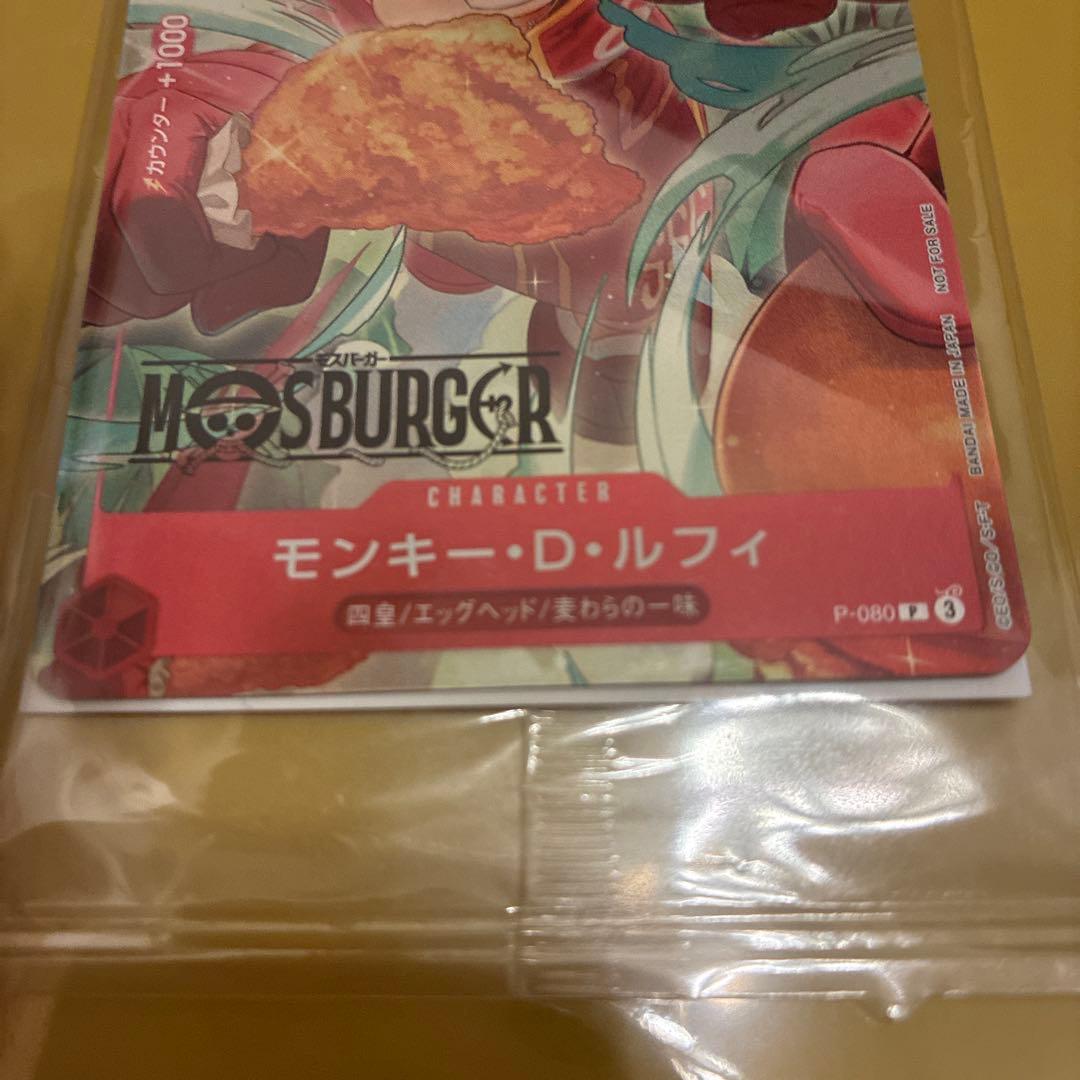 ⚡カウンター +1000
モスバーガー
MOSBURGER
CHARACTER
モンキー・D・ルフィ
四皇/エッグヘッド/麦わらの一味
P-080 P 3
©EO/S ©O/S・F・T BANDAI MADE IN JAPAN NOT FOR SALE